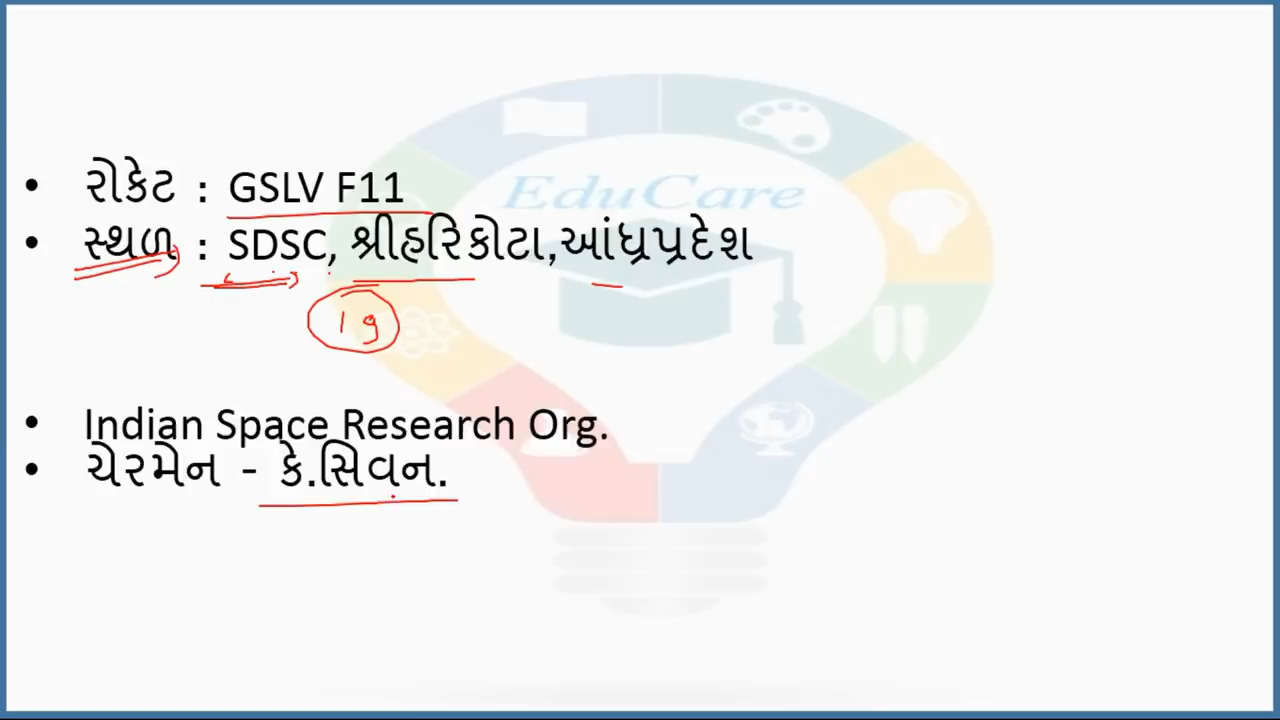 EduCare
• રોકેટ : GSLV F11
• સ્થળ : SDSC, શ્રીહરિકોટા,આંધ્રપ્રદેશ
19
• Indian Space Research Org.
• ચેરમેન - કે.સિવન.